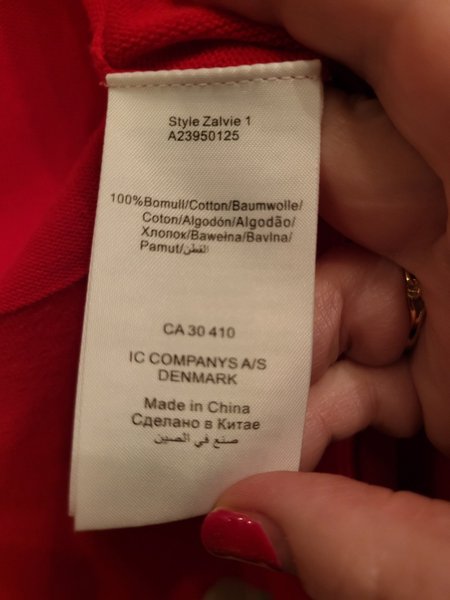 Style Zalvie 1
A23950125
100%Bomull/Cotton/Baumwolle/
Coton/Algodón/Algodão/
Хлопок/Bawełna/Bavlna/
Pamut/القطن
CA 30 410
IC COMPANYS A/S
DENMARK
Made in China
Сделано в Китае
صنع في الصين